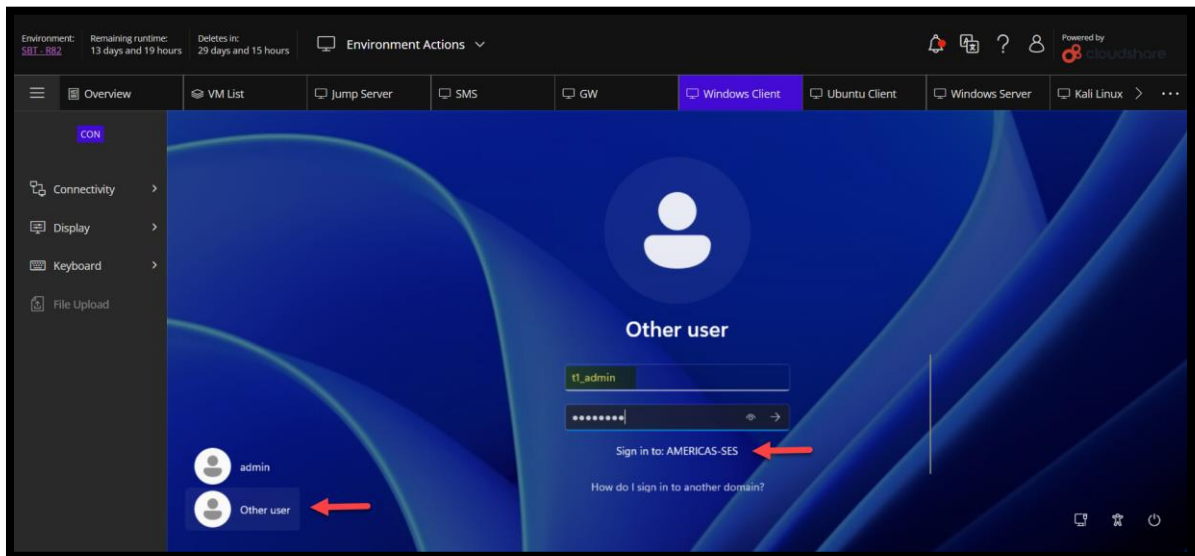 Environment: Remaining runtime: Deletes in:
SBT - R82 13 days and 19 hours 29 days and 15 hours
Environment Actions
Powered by
cloudshare
Overview VM List Jump Server SMS GW Windows Client Ubuntu Client Windows Server Kali Linux
CON
Connectivity
Display
Keyboard
File Upload
Other user
t1_admin
Sign in to: AMERICAS-SES
How do I sign in to another domain?
admin
Other user